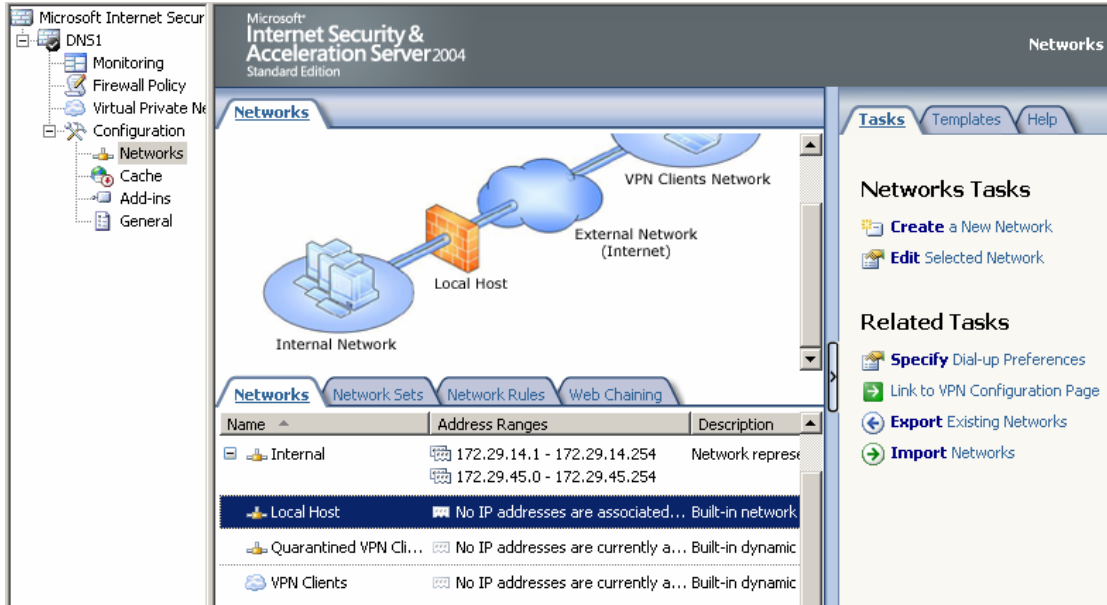 Microsoft Internet Secur
DNS1
Monitoring
Firewall Policy
Virtual Private Ne
Configuration
Networks
Cache
Add-ins
General
Microsoft
Internet Security &
Acceleration Server 2004
Standard Edition
Networks
Networks
VPN Clients Network
External Network
(Internet)
Local Host
Internal Network
Networks Network Sets Network Rules Web Chaining
Name Address Ranges Description
Internal 172.29.14.1 - 172.29.14.254 Network represe
172.29.45.0 - 172.29.45.254
Local Host No IP addresses are associated... Built-in network
Quarantined VPN Cli... No IP addresses are currently a... Built-in dynamic
VPN Clients No IP addresses are currently a... Built-in dynamic
Tasks Templates Help
Networks Tasks
Create a New Network
Edit Selected Network
Related Tasks
Specify Dial-up Preferences
Link to VPN Configuration Page
Export Existing Networks
Import Networks